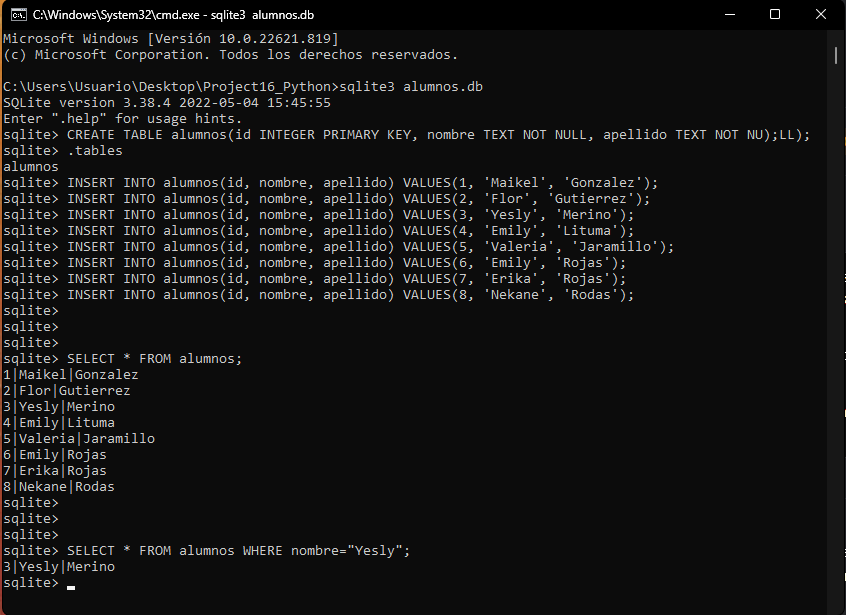 C:\Windows\System32\cmd.exe - sqlite3  alumnos.db
Microsoft Windows [Versión 10.0.22621.819]
(c) Microsoft Corporation. Todos los derechos reservados.
C:\Users\Usuario\Desktop\Project16_Python>sqlite3 alumnos.db
SQLite version 3.38.4 2022-05-04 15:45:55
Enter ".help" for usage hints.
sqlite> CREATE TABLE alumnos(id INTEGER PRIMARY KEY, nombre TEXT NOT NULL, apellido TEXT NOT NU);LL);
sqlite> .tables
alumnos
sqlite> INSERT INTO alumnos(id, nombre, apellido) VALUES(1, 'Maikel', 'Gonzalez');
sqlite> INSERT INTO alumnos(id, nombre, apellido) VALUES(2, 'Flor', 'Gutierrez');
sqlite> INSERT INTO alumnos(id, nombre, apellido) VALUES(3, 'Yesly', 'Merino');
sqlite> INSERT INTO alumnos(id, nombre, apellido) VALUES(4, 'Emily', 'Lituma');
sqlite> INSERT INTO alumnos(id, nombre, apellido) VALUES(5, 'Valeria', 'Jaramillo');
sqlite> INSERT INTO alumnos(id, nombre, apellido) VALUES(6, 'Emily', 'Rojas');
sqlite> INSERT INTO alumnos(id, nombre, apellido) VALUES(7, 'Erika', 'Rojas');
sqlite> INSERT INTO alumnos(id, nombre, apellido) VALUES(8, 'Nekane', 'Rodas');
sqlite>
sqlite>
sqlite>
sqlite> SELECT * FROM alumnos;
1|Maikel|Gonzalez
2|Flor|Gutierrez
3|Yesly|Merino
4|Emily|Lituma
5|Valeria|Jaramillo
6|Emily|Rojas
7|Erika|Rojas
8|Nekane|Rodas
sqlite>
sqlite>
sqlite>
sqlite> SELECT * FROM alumnos WHERE nombre="Yesly";
3|Yesly|Merino
sqlite>